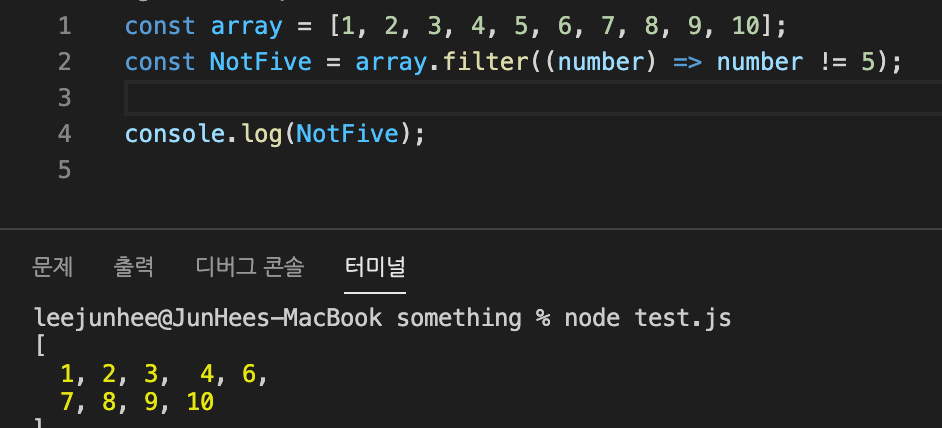 1 const array = [1, 2, 3, 4, 5, 6, 7, 8, 9, 10];
2 const NotFive = array.filter((number) => number != 5);
3
4 console.log(NotFive);
5
문제 출력 디버그 콘솔 터미널
leejunhee@JunHees-MacBook something % node test.js
[
  1, 2, 3,  4, 6,
  7, 8, 9, 10
]